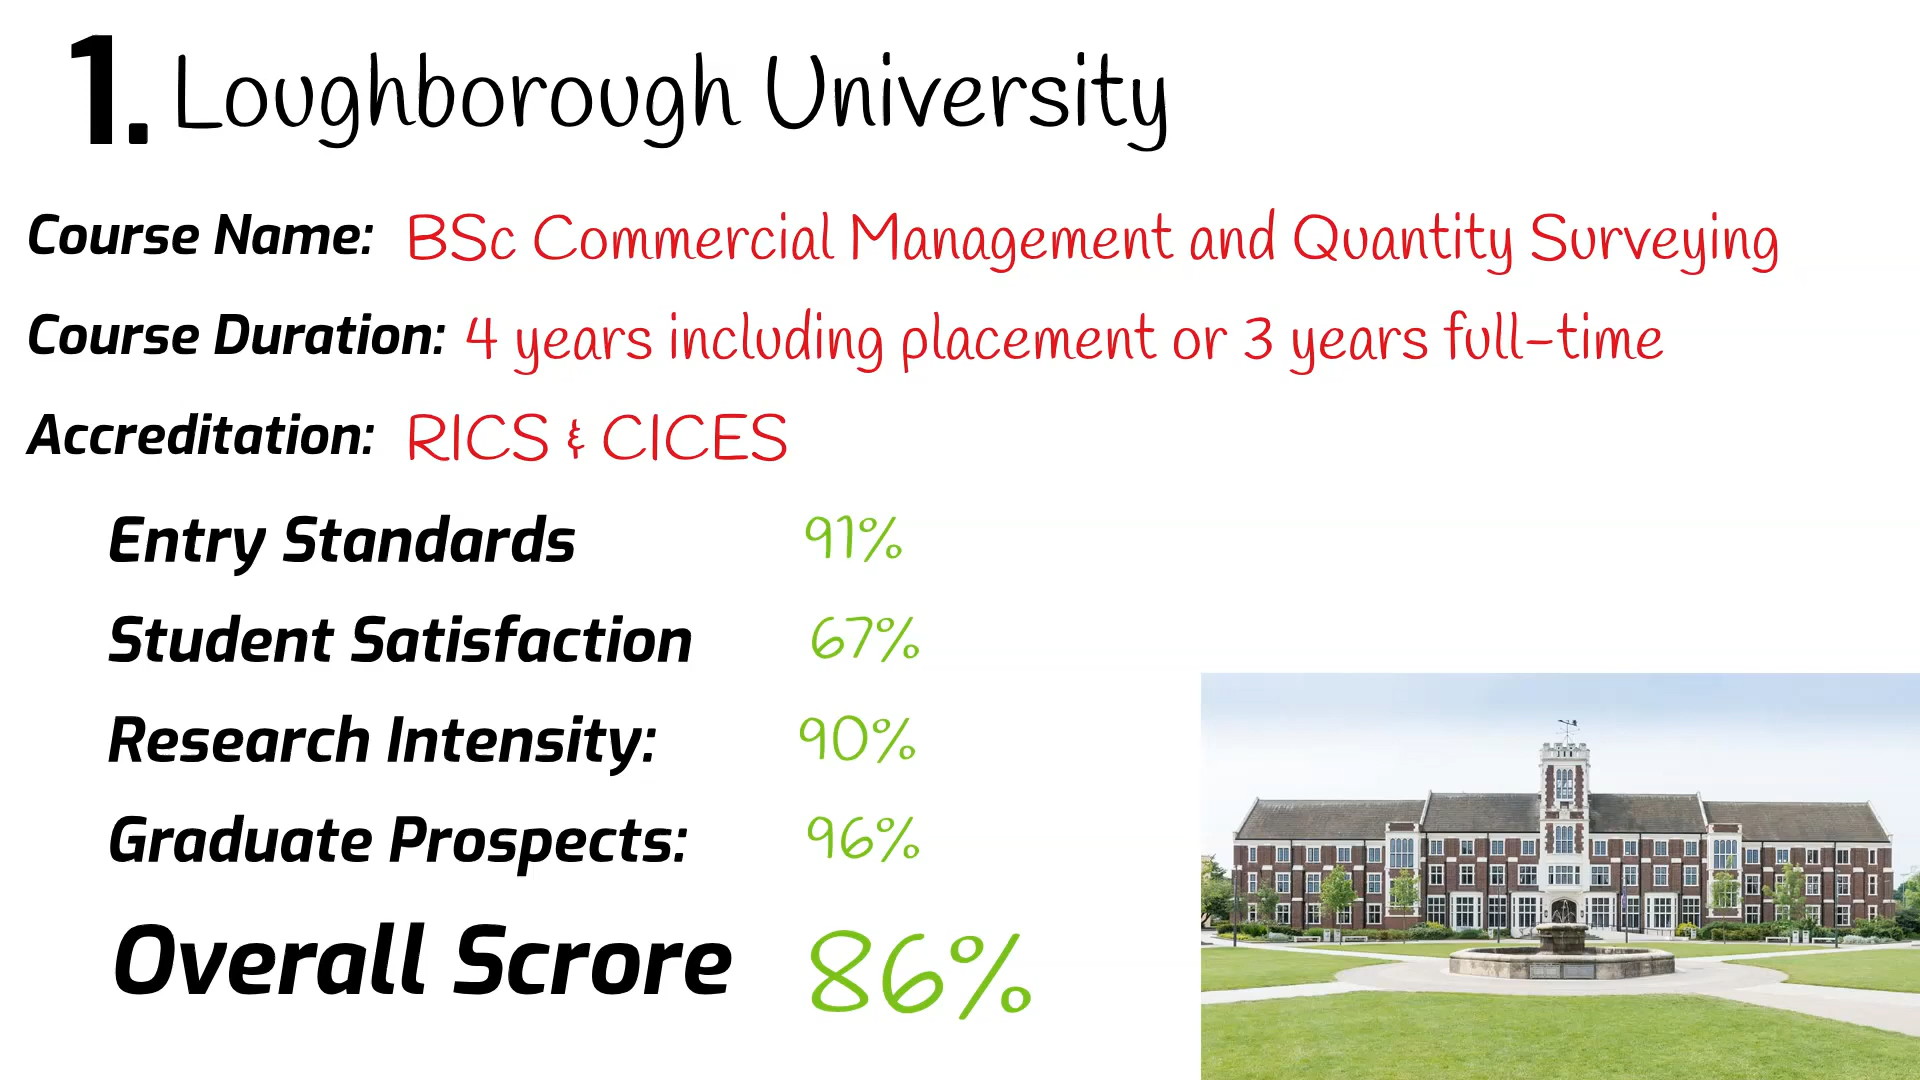 1. Loughborough University
Course Name: BSc Commercial Management and Quantity Surveying
Course Duration: 4 years including placement or 3 years full-time
Accreditation: RICS & CICES
Entry Standards 91%
Student Satisfaction 67%
Research Intensity: 90%
Graduate Prospects: 96%
Overall Scrore 86%